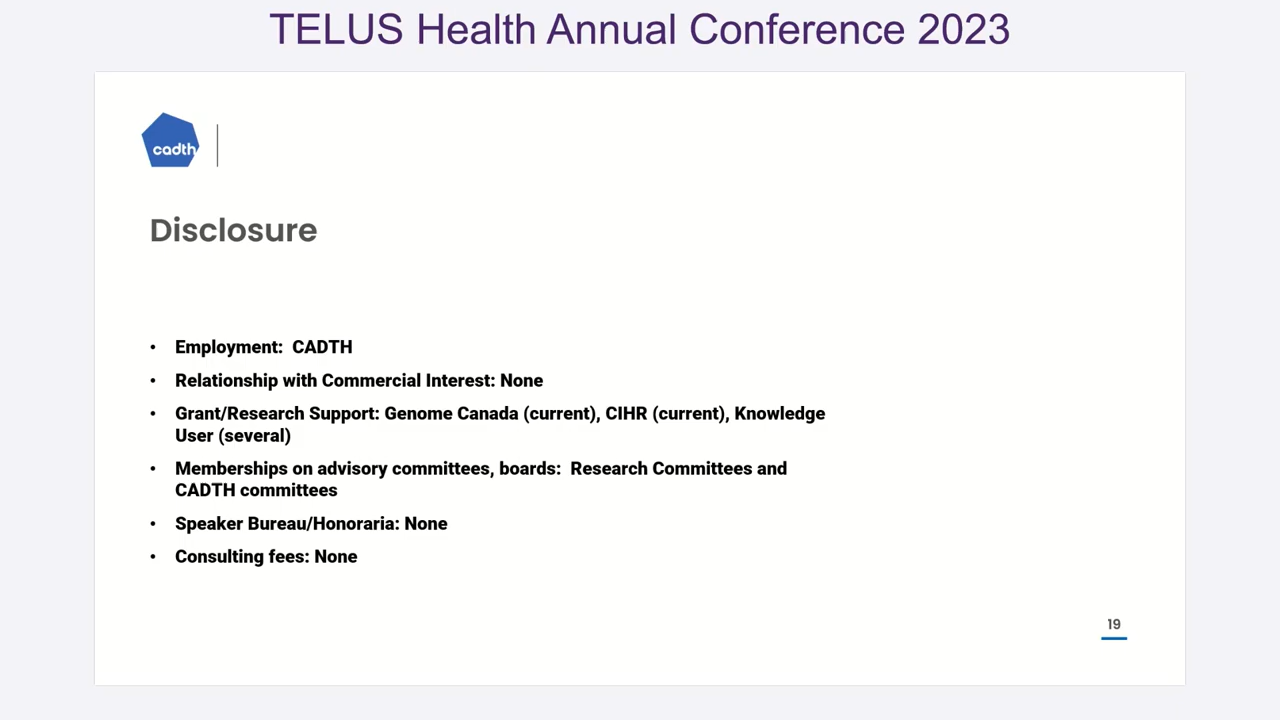 TELUS Health Annual Conference 2023
cadth
Disclosure
• Employment:  CADTH
• Relationship with Commercial Interest: None
• Grant/Research Support: Genome Canada (current), CIHR (current), Knowledge
User (several)
• Memberships on advisory committees, boards:  Research Committees and
CADTH committees
• Speaker Bureau/Honoraria: None
• Consulting fees: None
19